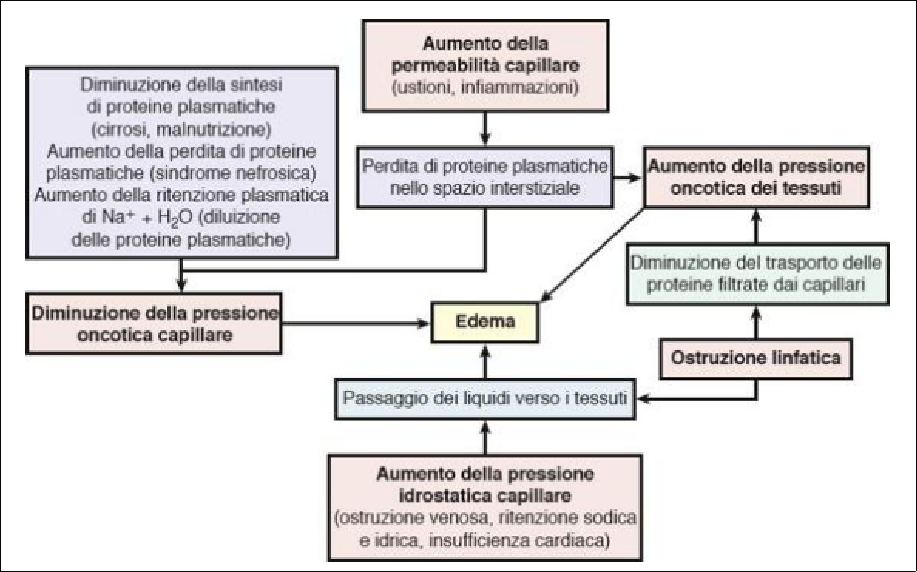 Aumento della
permeabilità capillare
(ustioni, infiammazioni)
Diminuzione della sintesi
di proteine plasmatiche
(cirrosi, malnutrizione)
Aumento della perdita di proteine
plasmatiche (sindrome nefrosica)
Aumento della ritenzione plasmatica
di Na⁺ + H₂O (diluizione
delle proteine plasmatiche)
Perdita di proteine plasmatiche
nello spazio interstiziale
Aumento della pressione
oncotica dei tessuti
Diminuzione del trasporto delle
proteine filtrate dai capillari
Diminuzione della pressione
oncotica capillare
Edema
Ostruzione linfatica
Passaggio dei liquidi verso i tessuti
Aumento della pressione
idrostatica capillare
(ostruzione venosa, ritenzione sodica
e idrica, insufficienza cardiaca)